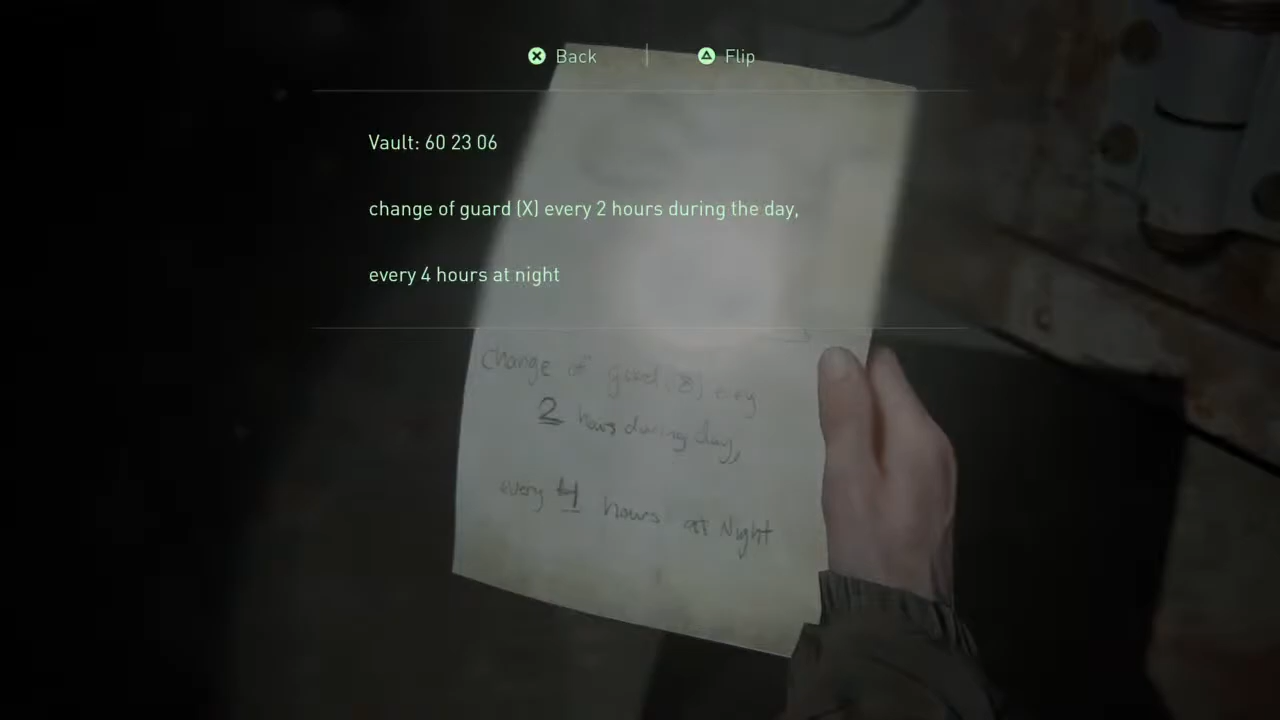 Back
Flip
Vault: 60 23 06
change of guard (X) every 2 hours during the day,
every 4 hours at night
Change of guard (X) every
2 hours during day,
every 4 hours at Night